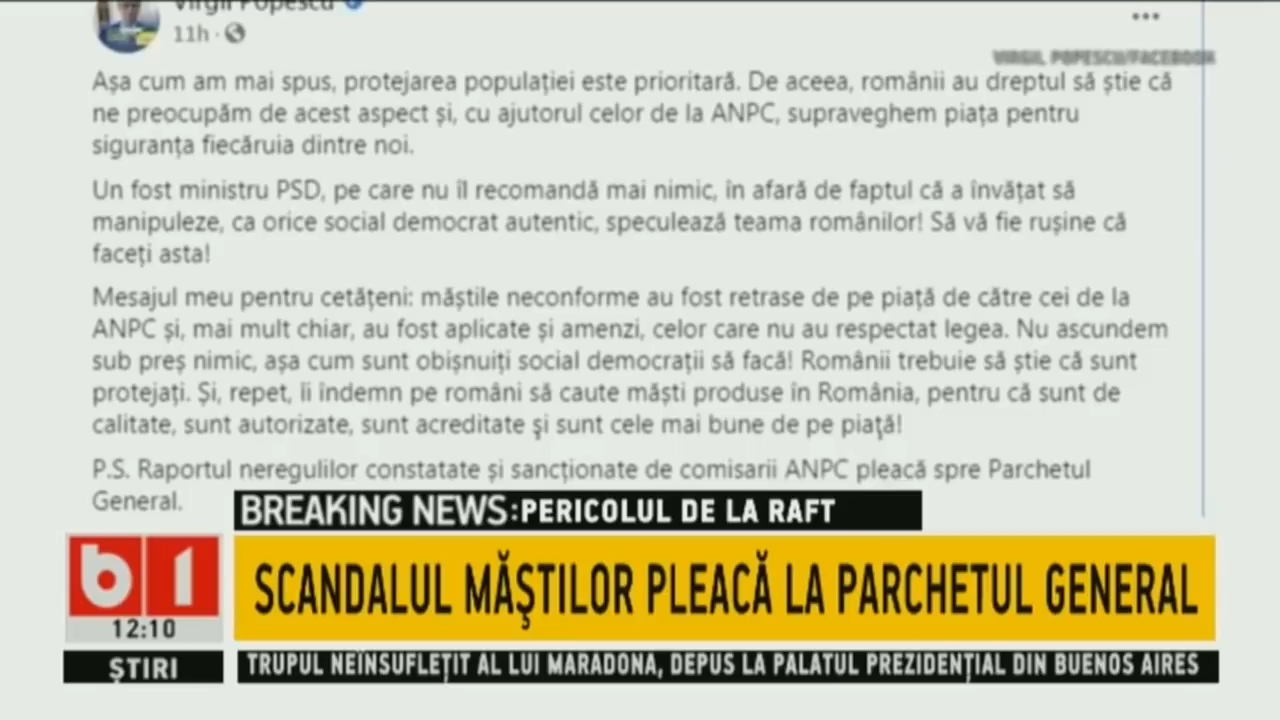 Virgil Popescu
11h
VIRGIL POPESCU/FACEBOOK
Așa cum am mai spus, protejarea populației este prioritară. De aceea, românii au dreptul să știe că
ne preocupăm de acest aspect și, cu ajutorul celor de la ANPC, supraveghem piața pentru
siguranța fiecăruia dintre noi.
Un fost ministru PSD, pe care nu îl recomandă mai nimic, în afară de faptul că a învățat să
manipuleze, ca orice social democrat autentic, speculează teama românilor! Să vă fie rușine că
faceți asta!
Mesajul meu pentru cetățeni: măștile neconforme au fost retrase de pe piață de către cei de la
ANPC și, mai mult chiar, au fost aplicate și amenzi, celor care nu au respectat legea. Nu ascundem
sub preș nimic, așa cum sunt obișnuiți social democrații să facă! Românii trebuie să știe că sunt
protejați. Și, repet, îi îndemn pe români să caute măști produse în România, pentru că sunt de
calitate, sunt autorizate, sunt acreditate şi sunt cele mai bune de pe piaţă!
P.S. Raportul neregulilor constatate și sancționate de comisarii ANPC pleacă spre Parchetul
General.
BREAKING NEWS:PERICOLUL DE LA RAFT
b1
SCANDALUL MĂŞTILOR PLEACĂ LA PARCHETUL GENERAL
12:10
ŞTIRI
TRUPUL NEÎNSUFLEŢIT AL LUI MARADONA, DEPUS LA PALATUL PREZIDENŢIAL DIN BUENOS AIRES